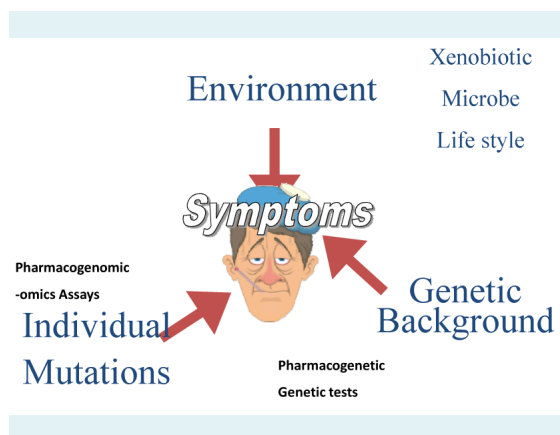 Xenobiotic
Environment
Microbe
Life style
Symptoms
Pharmacogenomic
-omics Assays
Individual
Mutations
Genetic
Background
Pharmacogenetic
Genetic tests